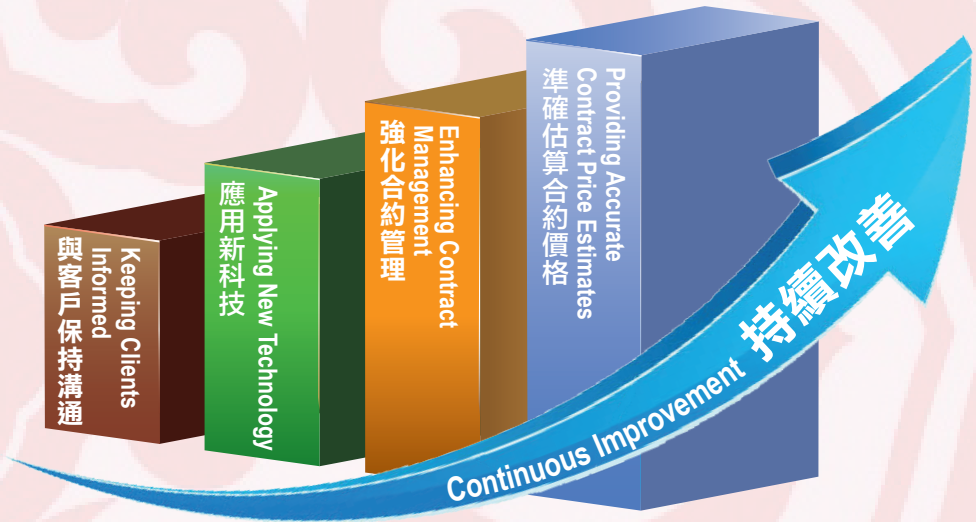 Keeping Clients
Informed
與客戶保持溝通
Applying New Technology
應用新科技
Enhancing Contract
Management
強化合約管理
Providing Accurate
Contract Price Estimates
準確估算合約價格
Continuous Improvement 持續改善